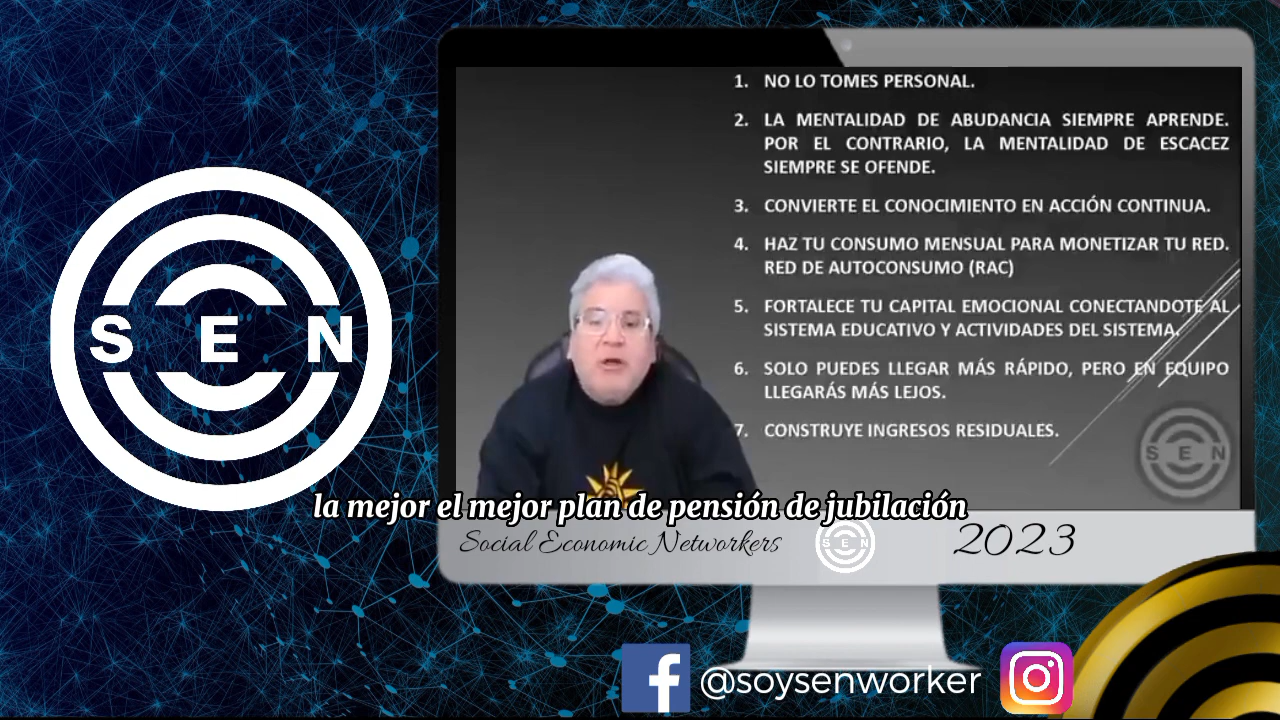 1. NO LO TOMES PERSONAL.
2. LA MENTALIDAD DE ABUDANCIA SIEMPRE APRENDE.
POR EL CONTRARIO, LA MENTALIDAD DE ESCACEZ
SIEMPRE SE OFENDE.
3. CONVIERTE EL CONOCIMIENTO EN ACCIÓN CONTINUA.
4. HAZ TU CONSUMO MENSUAL PARA MONETIZAR TU RED.
RED DE AUTOCONSUMO (RAC)
5. FORTALECE TU CAPITAL EMOCIONAL CONECTANDOTE AL
SISTEMA EDUCATIVO Y ACTIVIDADES DEL SISTEMA.
6. SOLO PUEDES LLEGAR MÁS RÁPIDO, PERO EN EQUIPO
LLEGARÁS MÁS LEJOS.
7. CONSTRUYE INGRESOS RESIDUALES.
SEN
SEN
la mejor el mejor plan de pensión de jubilación
Social Economic Networkers
SEN
2023
@soysenworker